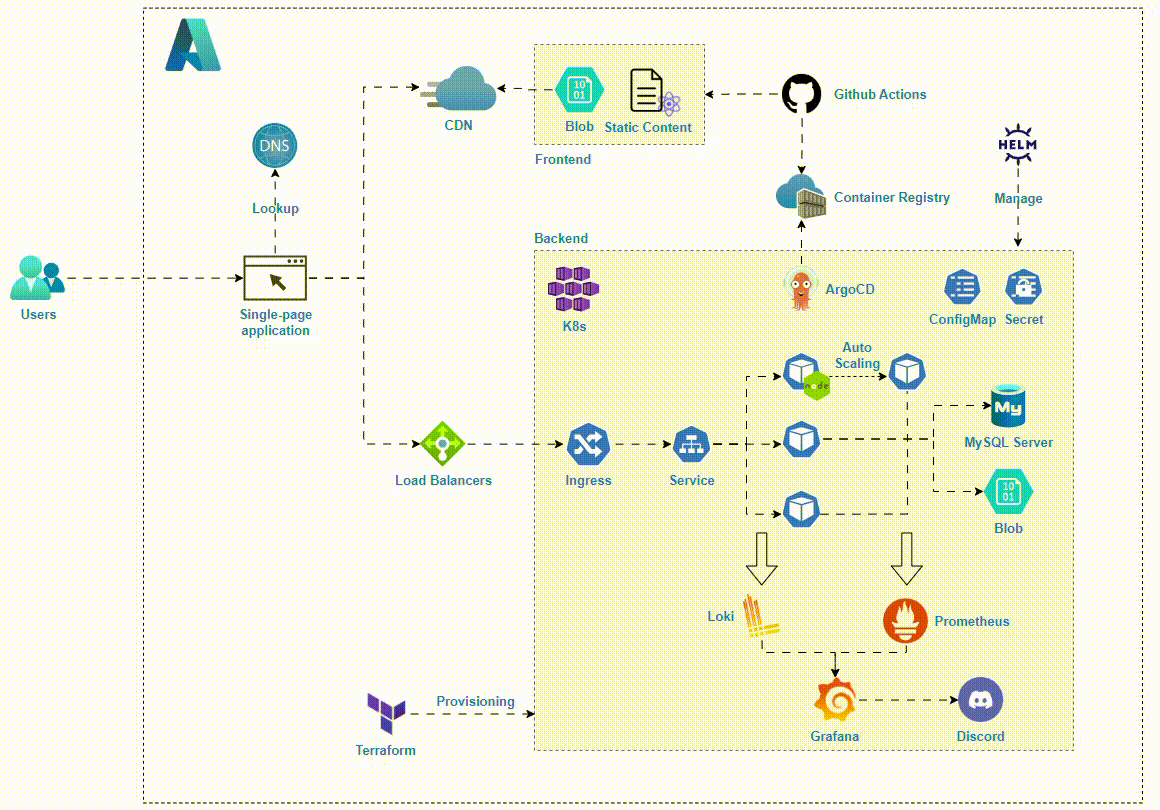 10
01
Github Actions
CDN
Blob
Static Content
DNS
HELM
Frontend
Lookup
Container Registry
Manage
Backend
Users
Single-page
application
K8s
ArgoCD
ConfigMap
Secret
Auto
Scaling
node
My
MySQL Server
Load Balancers
Ingress
Service
10
01
Blob
Loki
Prometheus
Provisioning
Terraform
Grafana
Discord